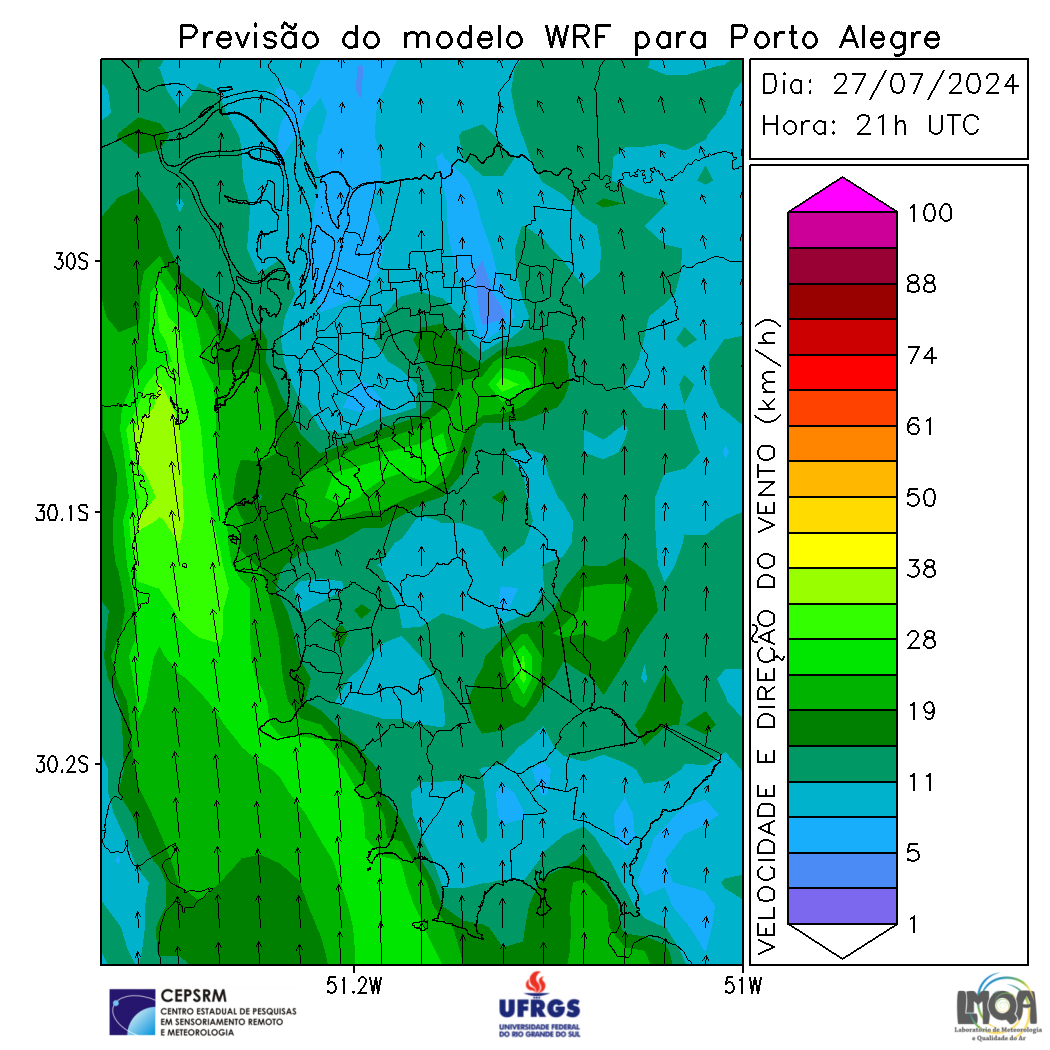 Previsão do modelo WRF para Porto Alegre
Dia: 27/07/2024
Hora: 21h UTC
30S
30.1S
30.2S
51.2W
51W
VELOCIDADE E DIREÇÃO DO VENTO (km/h)
100
88
74
61
50
38
28
19
11
5
1
CEPSRM
CENTRO ESTADUAL DE PESQUISAS
EM SENSORIAMENTO REMOTO
E METEOROLOGIA
UFRGS
UNIVERSIDADE FEDERAL
DO RIO GRANDE DO SUL
LMQA
Laboratório de Meteorologia
e Qualidade do Ar